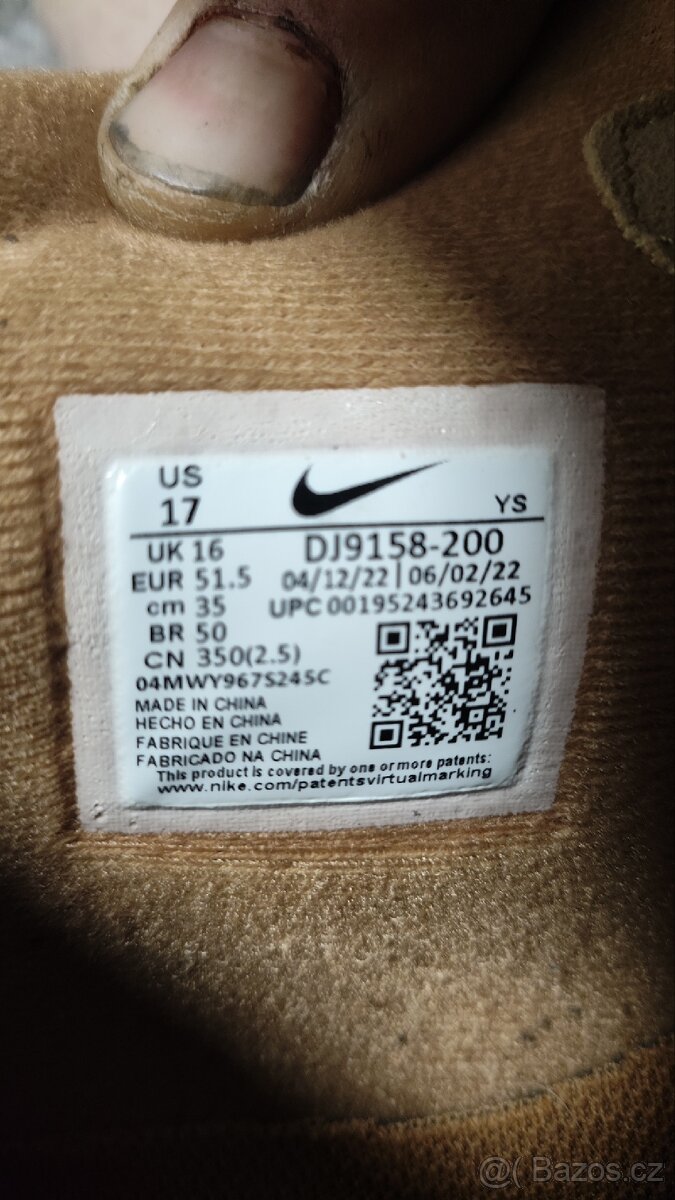 US
17
YS
UK 16
DJ9158-200
EUR 51.5
04/12/22 | 06/02/22
cm 35
UPC 00195243692645
BR 50
CN 350(2.5)
04MWY967S245C
MADE IN CHINA
HECHO EN CHINA
FABRIQUE EN CHINE
FABRICADO NA CHINA
This product is covered by one or more patents:
www.nike.com/patentsvirtualmarking
@( Bazoš.cz